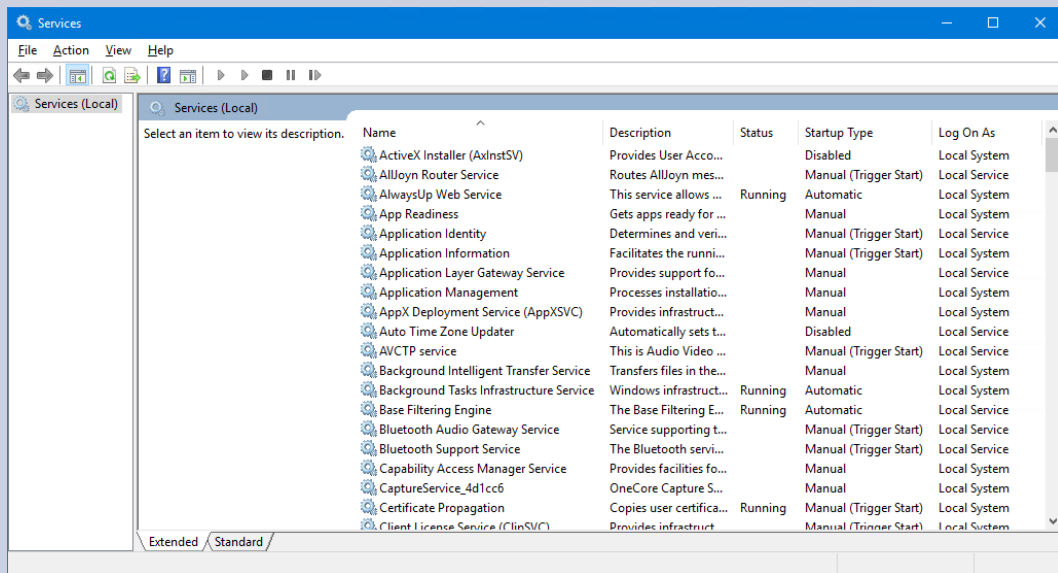 Services
File Action View Help
Services (Local)
Services (Local)
Select an item to view its description.
Name Description Status Startup Type Log On As
ActiveX Installer (AxInstSV) Provides User Acco... Disabled Local System
AllJoyn Router Service Routes AllJoyn mes... Manual (Trigger Start) Local Service
AlwaysUp Web Service This service allows ... Running Automatic Local System
App Readiness Gets apps ready for ... Manual Local System
Application Identity Determines and veri... Manual (Trigger Start) Local Service
Application Information Facilitates the runni... Manual (Trigger Start) Local System
Application Layer Gateway Service Provides support fo... Manual Local Service
Application Management Processes installatio... Manual Local System
AppX Deployment Service (AppXSVC) Provides infrastruct... Manual Local System
Auto Time Zone Updater Automatically sets t... Disabled Local Service
AVCTP service This is Audio Video ... Manual (Trigger Start) Local Service
Background Intelligent Transfer Service Transfers files in the... Manual Local System
Background Tasks Infrastructure Service Windows infrastruct... Running Automatic Local System
Base Filtering Engine The Base Filtering E... Running Automatic Local Service
Bluetooth Audio Gateway Service Service supporting t... Manual (Trigger Start) Local Service
Bluetooth Support Service The Bluetooth servi... Manual (Trigger Start) Local Service
Capability Access Manager Service Provides facilities fo... Manual Local System
CaptureService_4d1cc6 OneCore Capture S... Manual Local System
Certificate Propagation Copies user certifica... Running Manual (Trigger Start) Local System
Client License Service (ClipSVC) Provides infrastruct... Manual (Trigger Start) Local System
Extended Standard